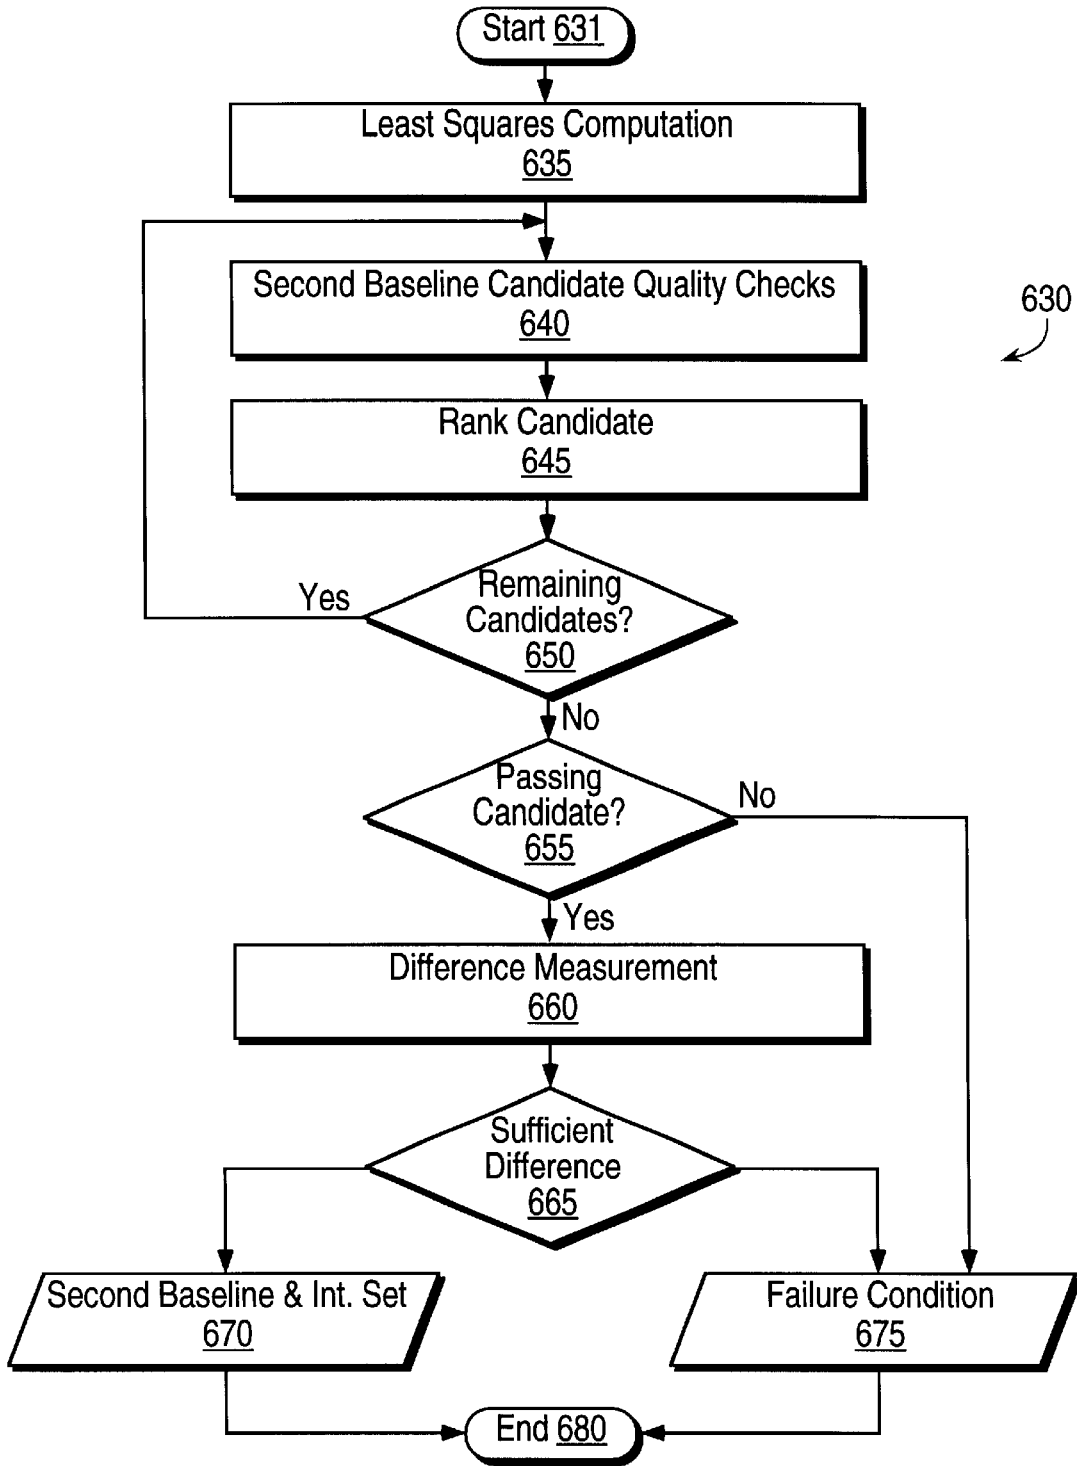 Start 631
Least Squares Computation
635
Second Baseline Candidate Quality Checks
640
630
Rank Candidate
645
Yes
Remaining
Candidates?
650
No
Passing
Candidate?
655
No
Yes
Difference Measurement
660
Sufficient
Difference
665
Second Baseline & Int. Set
670
Failure Condition
675
End 680